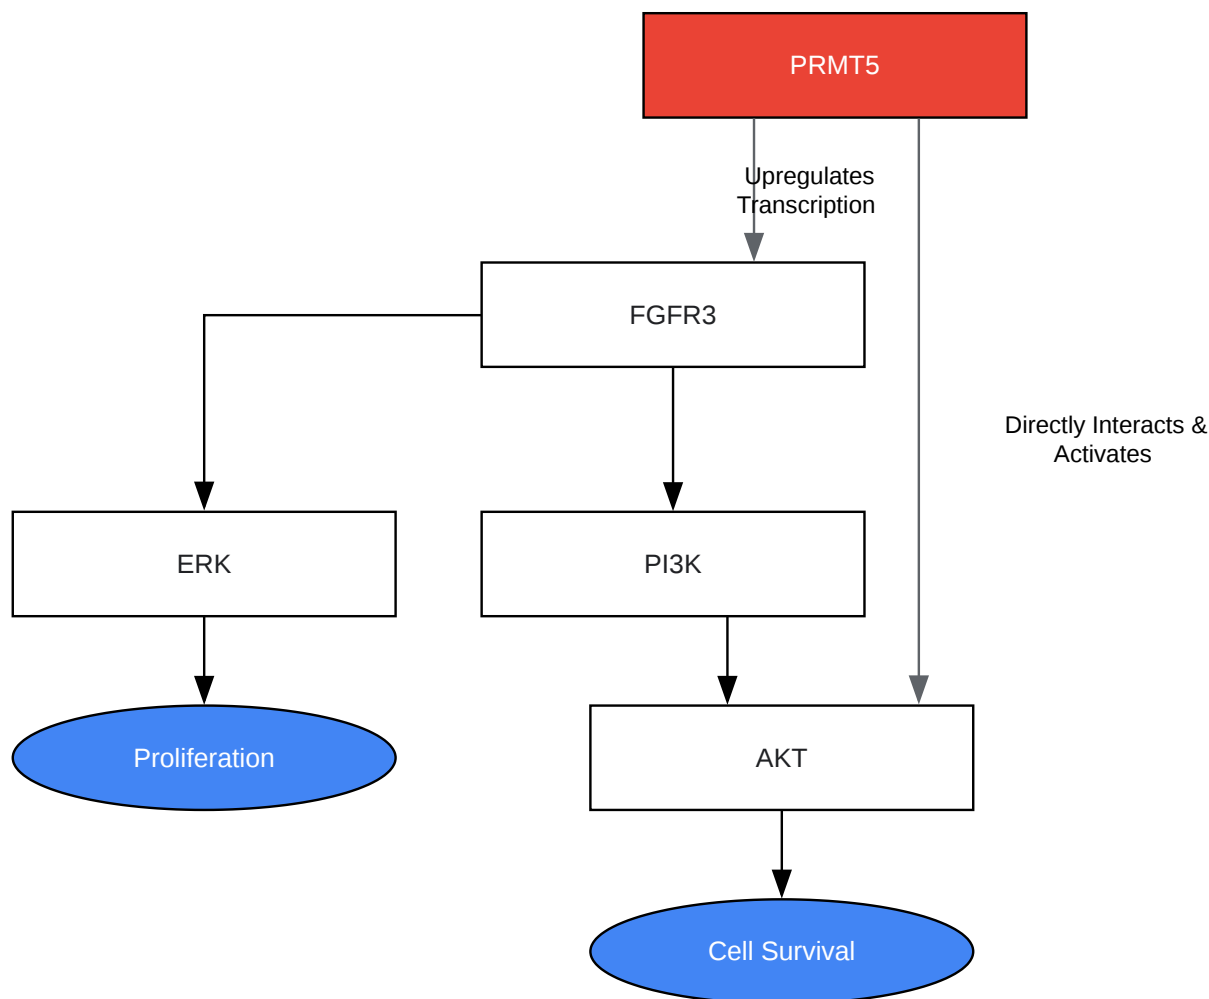 PRMT5
Upregulates
Transcription
FGFR3
Directly Interacts &
Activates
ERK
PI3K
Proliferation
AKT
Cell Survival